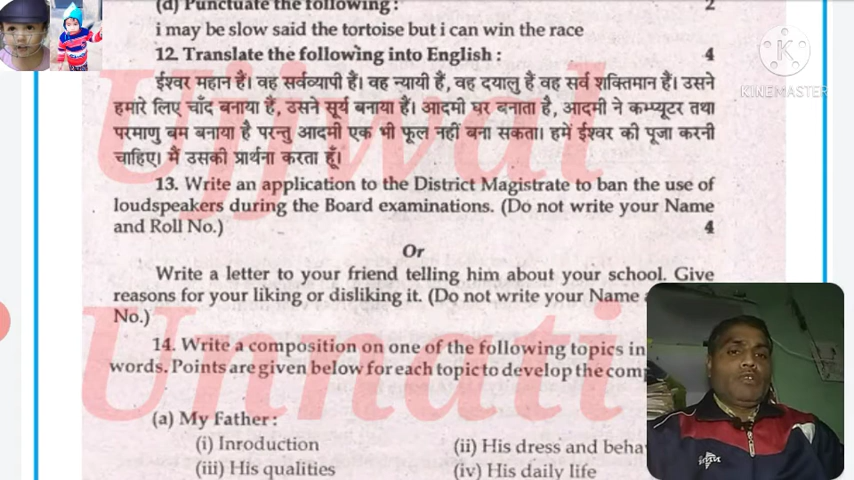 (d) Punctuate the following : 2
i may be slow said the tortoise but i can win the race
12. Translate the following into English : 4
ईश्वर महान हैं। वह सर्वव्यापी हैं। वह न्यायी हैं, वह दयालु हैं वह सर्व शक्तिमान हैं। उसने
हमारे लिए चाँद बनाया हैं, उसने सूर्य बनाया हैं। आदमी घर बनाता है, आदमी ने कम्प्यूटर तथा
परमाणु बम बनाया है परन्तु आदमी एक भी फूल नहीं बना सकता। हमें ईश्वर की पूजा करनी
चाहिए। मैं उसकी प्रार्थना करता हूँ।
13. Write an application to the District Magistrate to ban the use of
loudspeakers during the Board examinations. (Do not write your Name
and Roll No.) 4
Or
Write a letter to your friend telling him about your school. Give
reasons for your liking or disliking it. (Do not write your Name
No.)
14. Write a composition on one of the following topics in
words. Points are given below for each topic to develop the
(a) My Father :
(i) Inroduction (ii) His dress and
(iii) His qualities (iv) His daily life
Ujjwal
Unnati
KINEMASTER